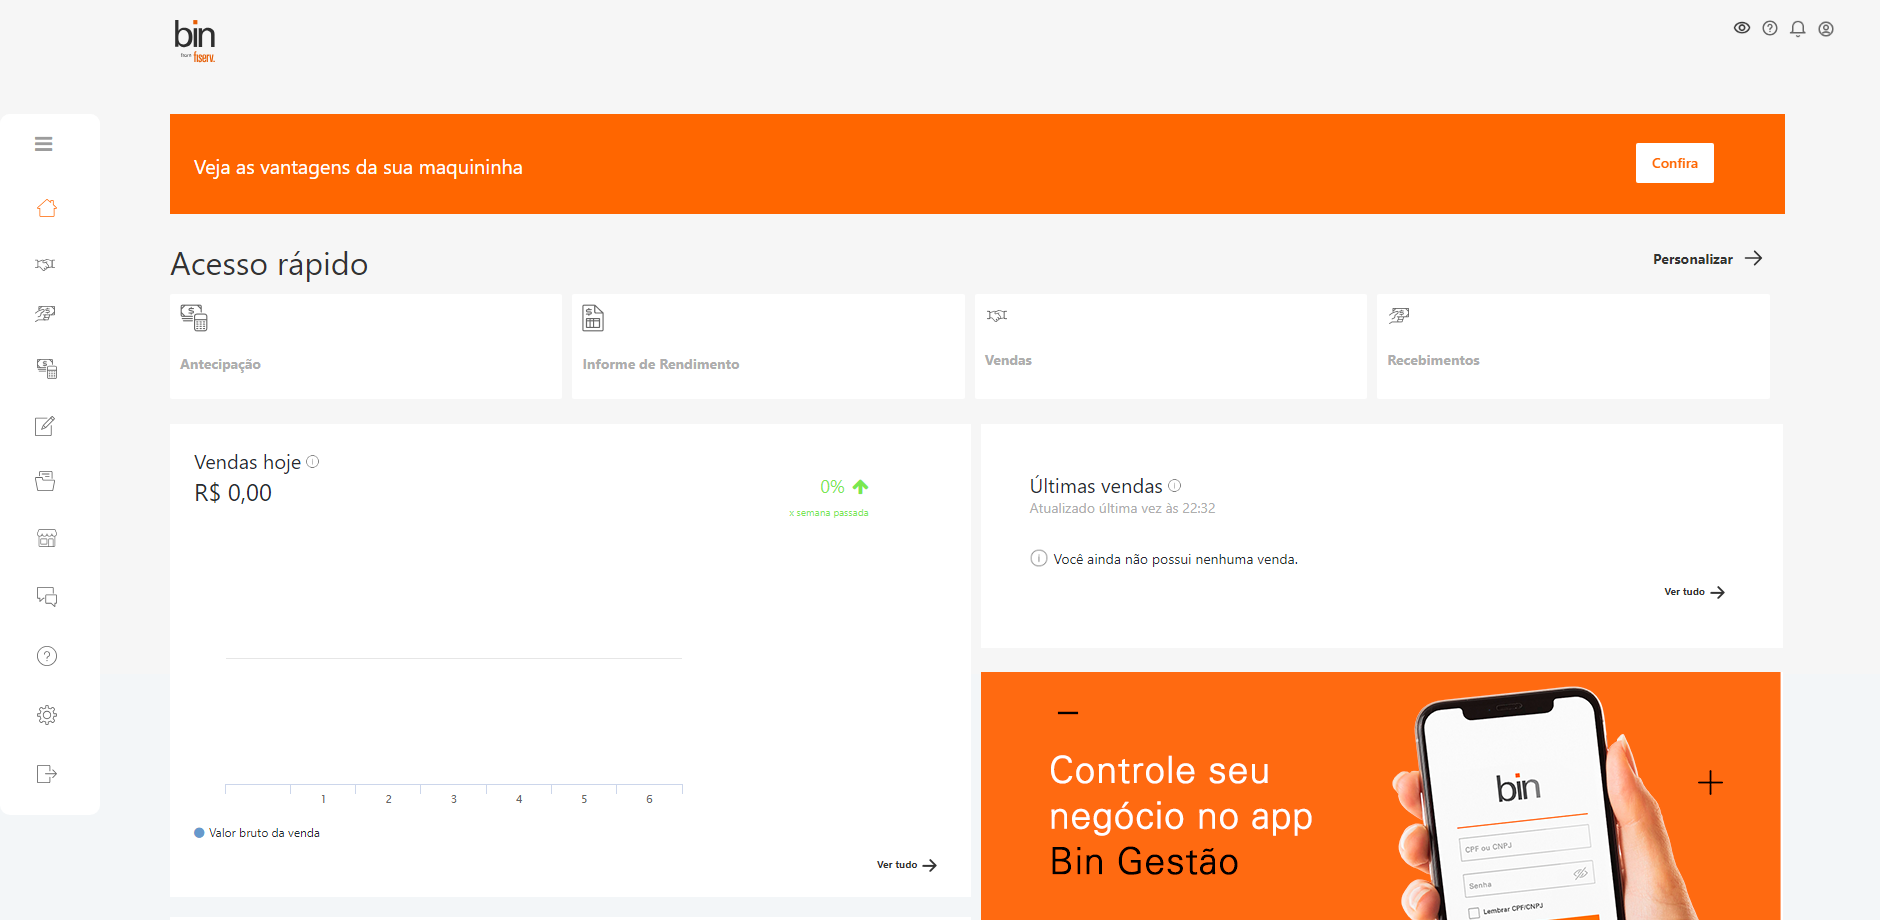 bin
from fiserv.
Veja as vantagens da sua maquininha
Confira
Acesso rápido
Personalizar
Antecipação
Informe de Rendimento
Vendas
Recebimentos
Vendas hoje
R$ 0,00
0%
x semana passada
1 2 3 4 5 6
Valor bruto da venda
Ver tudo
Últimas vendas
Atualizado última vez às 22:32
Você ainda não possui nenhuma venda.
Ver tudo
Controle seu
negócio no app
Bin Gestão
bin
CPF ou CNPJ
Senha
Lembrar CPF/CNPJ